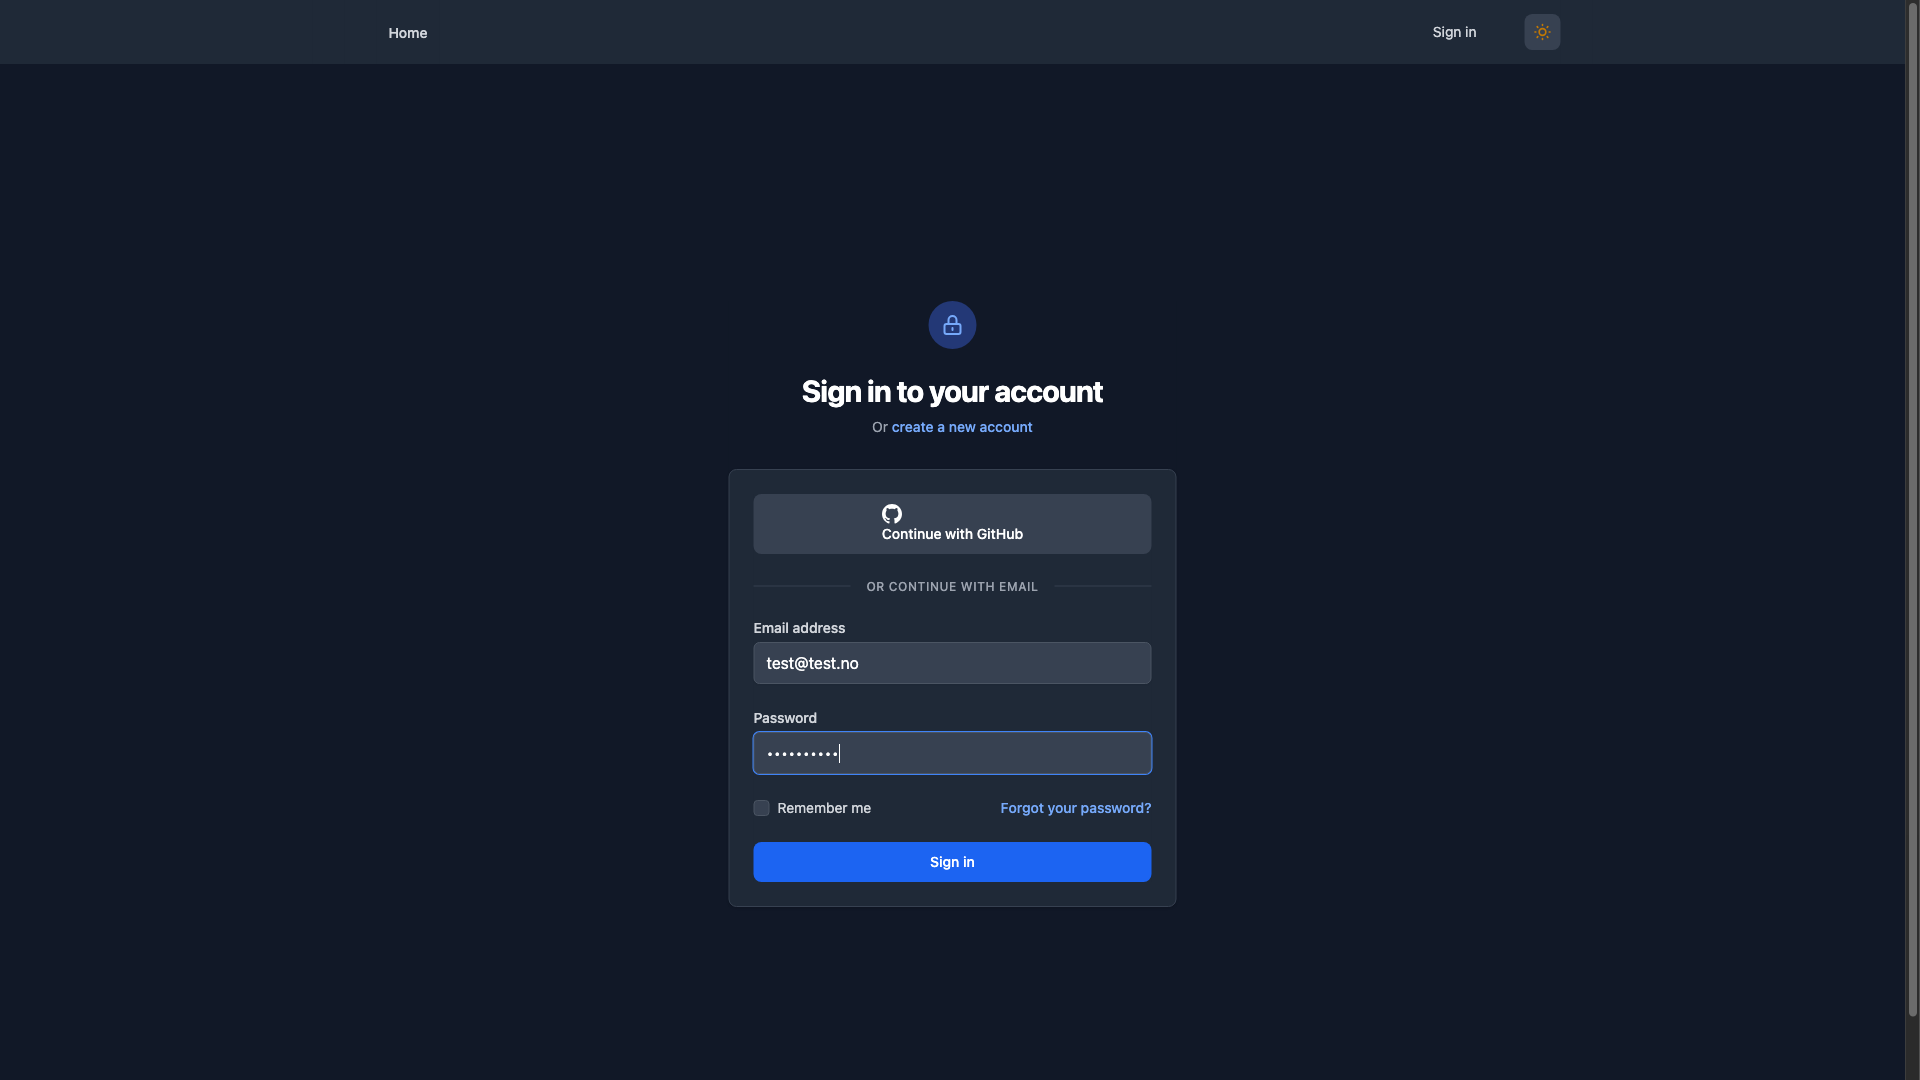 Home
Sign in
Sign in to your account
Or create a new account
Continue with GitHub
OR CONTINUE WITH EMAIL
Email address
test@test.no
Password
••••••••••
Remember me
Forgot your password?
Sign in